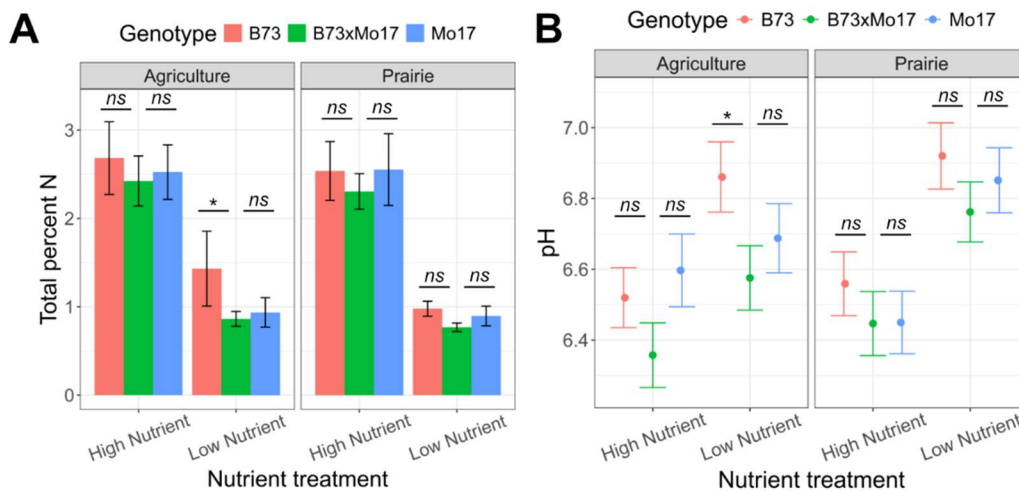 A
Genotype B73 B73xMo17 Mo17
Agriculture Prairie
ns ns ns ns
* ns
ns ns
Total percent N
3
2
1
0
High Nutrient Low Nutrient High Nutrient Low Nutrient
Nutrient treatment
B
Genotype B73 B73xMo17 Mo17
Agriculture Prairie
* ns ns ns
ns ns ns ns
pH
7.0
6.8
6.6
6.4
High Nutrient Low Nutrient High Nutrient Low Nutrient
Nutrient treatment